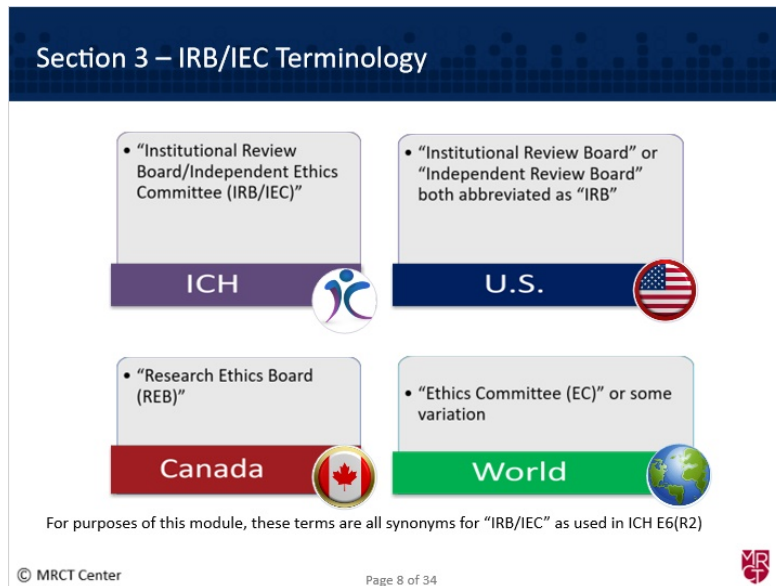 Section 3 – IRB/IEC Terminology
• “Institutional Review
Board/Independent Ethics
Committee (IRB/IEC)”
ICH
• “Institutional Review Board” or
“Independent Review Board”
both abbreviated as “IRB”
U.S.
• “Research Ethics Board
(REB)”
Canada
• “Ethics Committee (EC)” or some
variation
World
For purposes of this module, these terms are all synonyms for “IRB/IEC” as used in ICH E6(R2)
© MRCT Center
Page 8 of 34
MR
CT